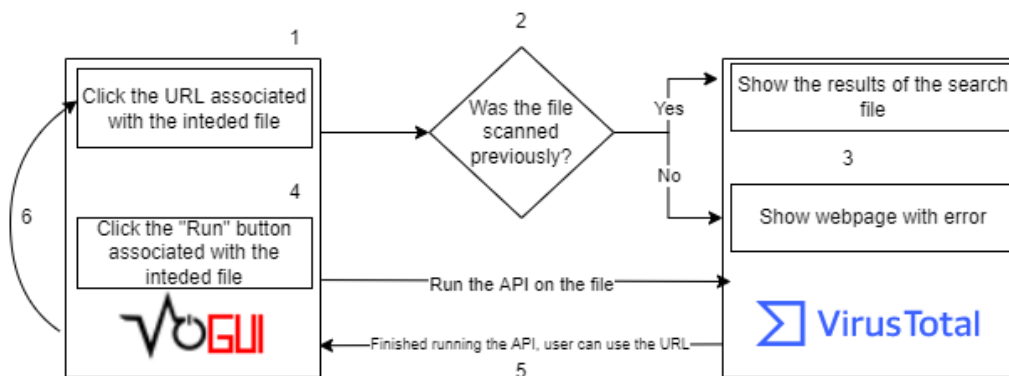 1
2
Click the URL associated
with the inteded file
Was the file
scanned
previously?
Yes
No
Show the results of the search
file
3
Show webpage with error
4
Click the "Run" button
associated with the
inteded file
6
Run the API on the file
VolGUI
VirusTotal
Finished running the API, user can use the URL
5